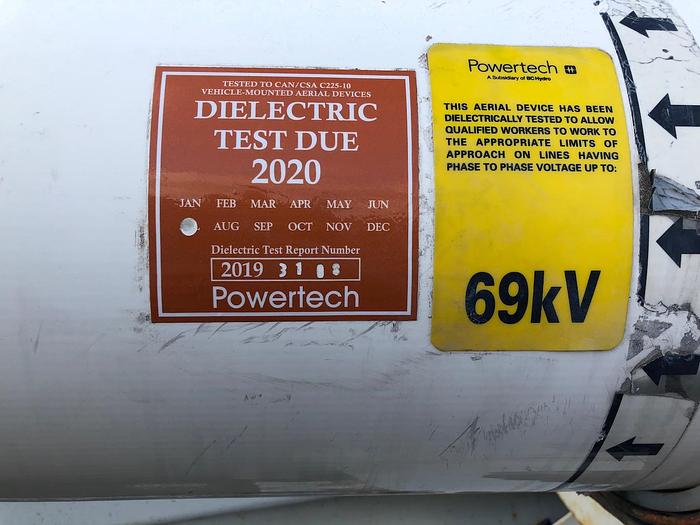 TESTED TO CAN/CSA C225-10
VEHICLE-MOUNTED AERIAL DEVICES
DIELECTRIC
TEST DUE
2020
JAN FEB MAR APR MAY JUN
AUG SEP OCT NOV DEC
Dielectric Test Report Number
2019 3108
Powertech
Powertech
A Subsidiary of BC Hydro
THIS AERIAL DEVICE HAS BEEN
DIELECTRICALLY TESTED TO ALLOW
QUALIFIED WORKERS TO WORK TO
THE APPROPRIATE LIMITS OF
APPROACH ON LINES HAVING
PHASE TO PHASE VOLTAGE UP TO:
69kV